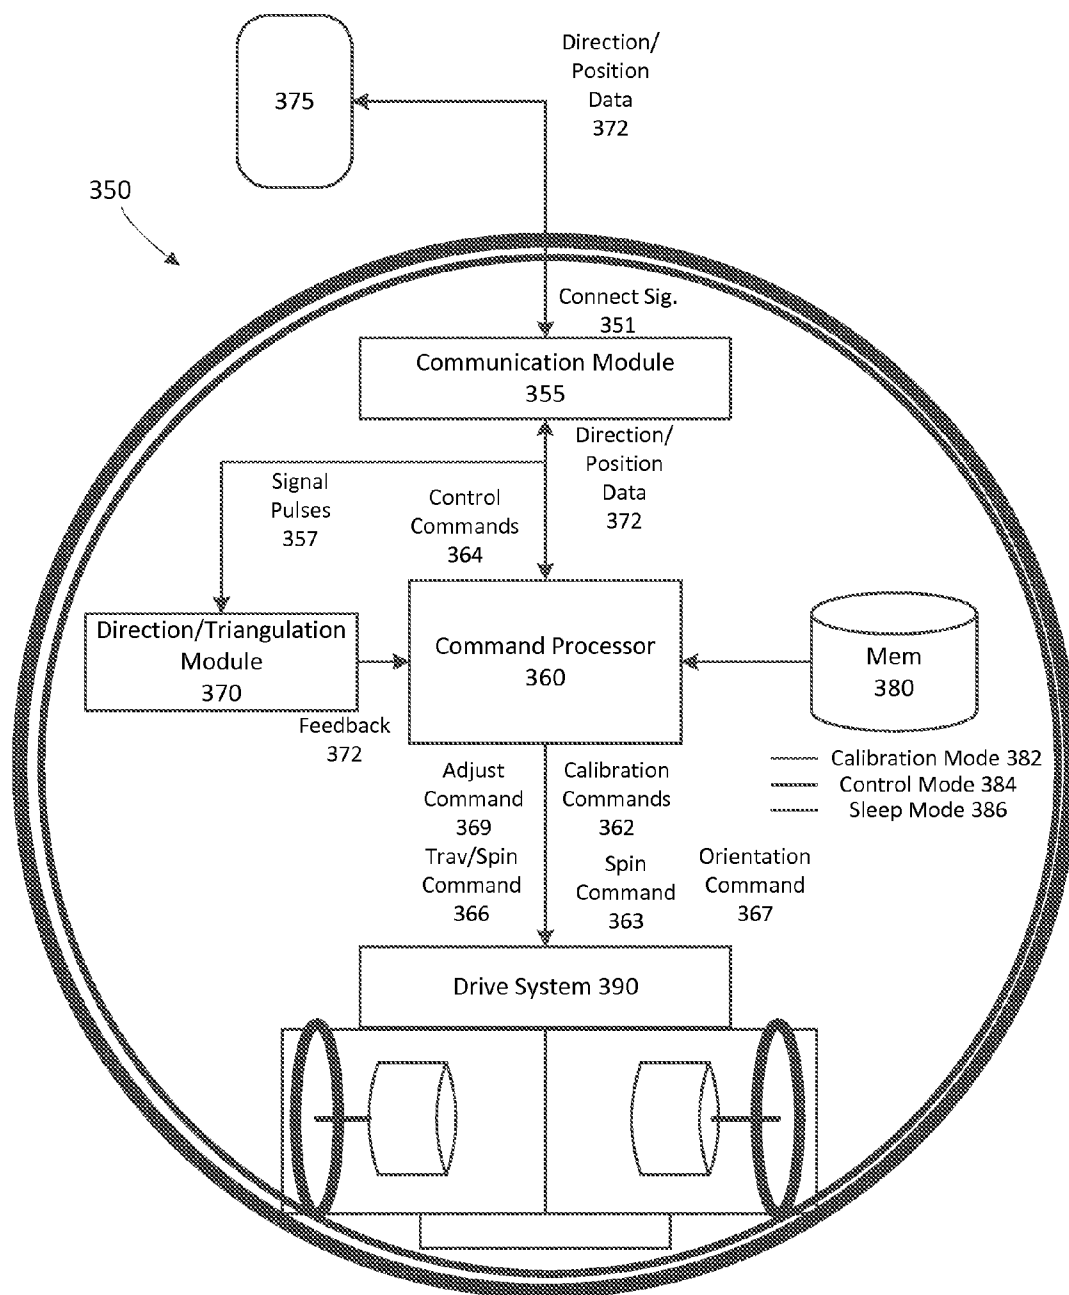 375
Direction/
Position
Data
372
350
Connect Sig.
351
Communication Module
355
Direction/
Position
Data
372
Signal
Pulses
357
Control
Commands
364
Direction/Triangulation
Module
370
Command Processor
360
Mem
380
Feedback
372
Calibration Mode 382
Control Mode 384
Sleep Mode 386
Adjust
Command
369
Calibration
Commands
362
Trav/Spin
Command
366
Spin
Command
363
Orientation
Command
367
Drive System 390